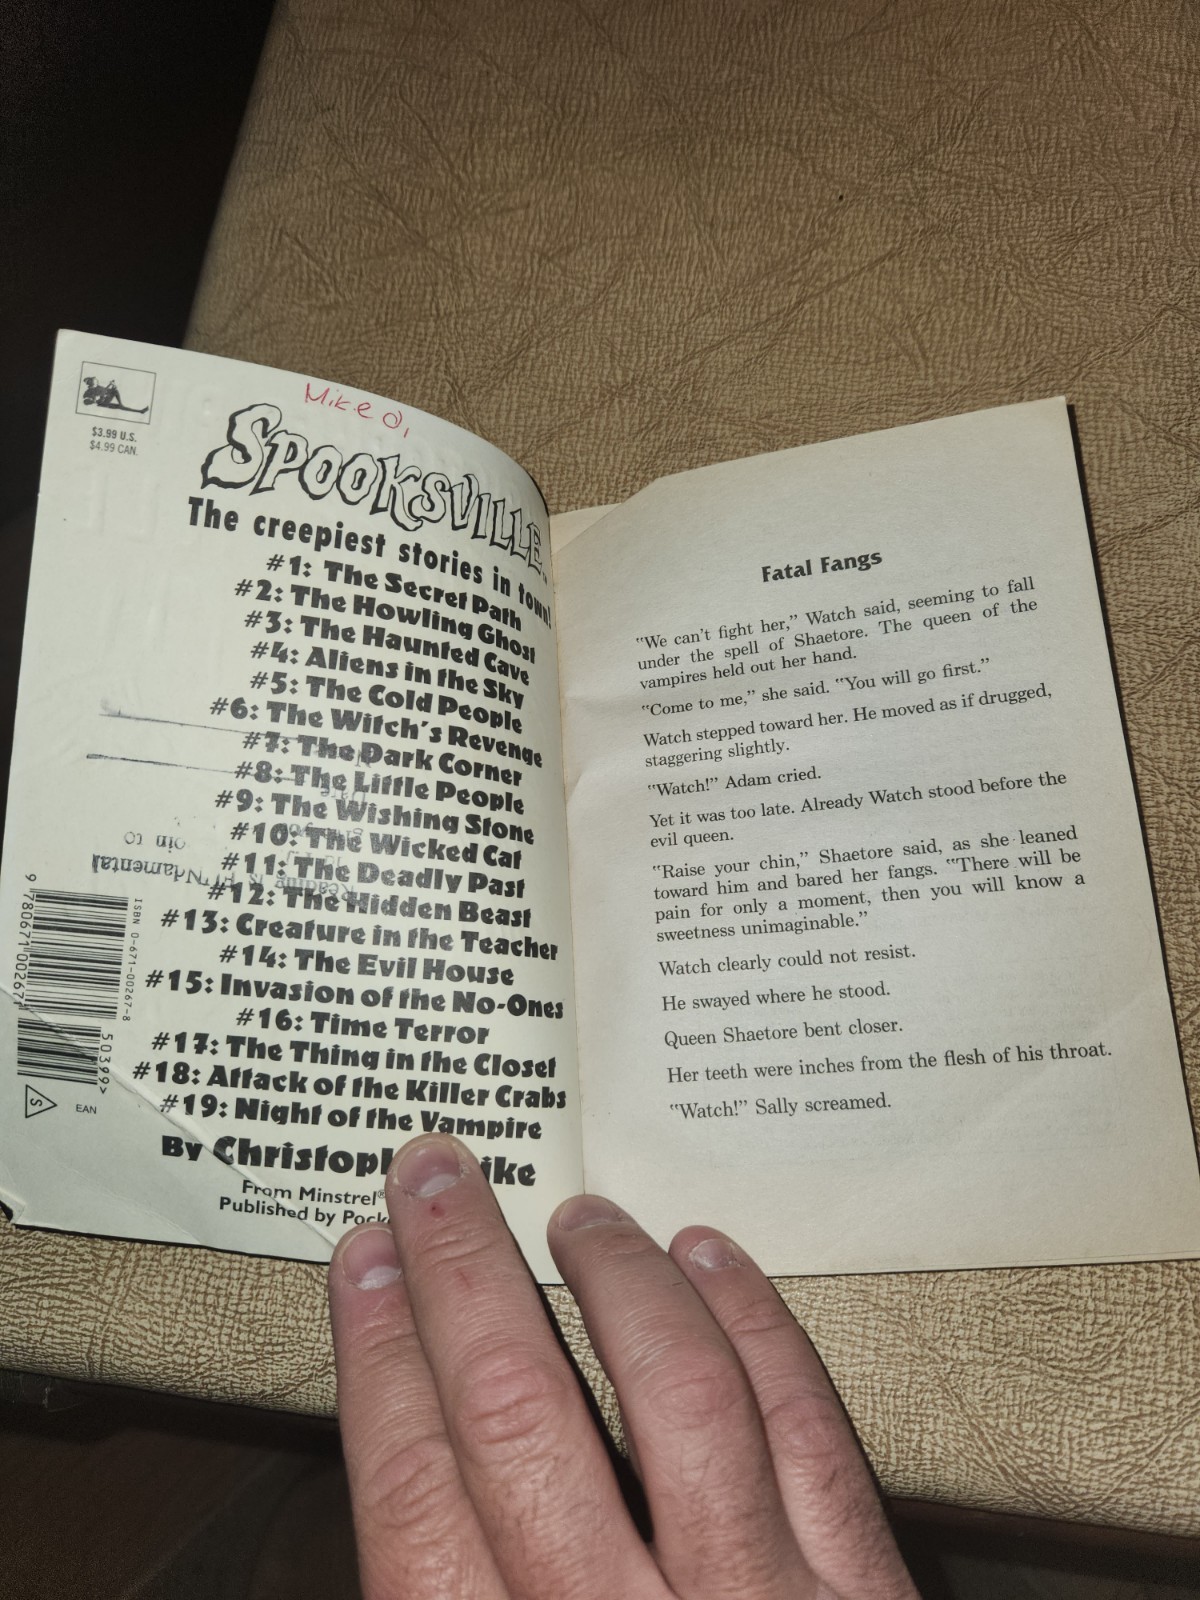 Mike D,
$3.99 U.S.
$4.99 CAN.
SPOOKSVILLE
The creepiest stories in town!
#1: The Secret Path
#2: The Howling Ghost
#3: The Haunted Cave
#4: Aliens in the Sky
#5: The Cold People
#6: The Witch's Revenge
#7: The Dark Corner
#8: The Little People
#9: The Wishing Stone
#10: The Wicked Cat
#11: The Deadly Past
#12: The Hidden Beast
#13: Creature in the Teacher
#14: The Evil House
#15: Invasion of the No-Ones
#16: Time Terror
#17: The Thing in the Closet
#18: Attack of the Killer Crabs
#19: Night of the Vampire
By
From Minstrel®
Published by
Reading is FUNdamental
ISBN 0-671-00267-8
9 780671 002671
50399>
S
EAN
Fatal Fangs
"We can't fight her," Watch said, seeming to fall
under the spell of Shaetore. The queen of the
vampires held out her hand.
"Come to me," she said. "You will go first."
Watch stepped toward her. He moved as if drugged,
staggering slightly.
"Watch!" Adam cried.
Yet it was too late. Already Watch stood before the
evil queen.
"Raise your chin," Shaetore said, as she leaned
toward him and bared her fangs. "There will be
pain for only a moment, then you will know a
sweetness unimaginable."
Watch clearly could not resist.
He swayed where he stood.
Queen Shaetore bent closer.
Her teeth were inches from the flesh of his throat.
"Watch!" Sally screamed.